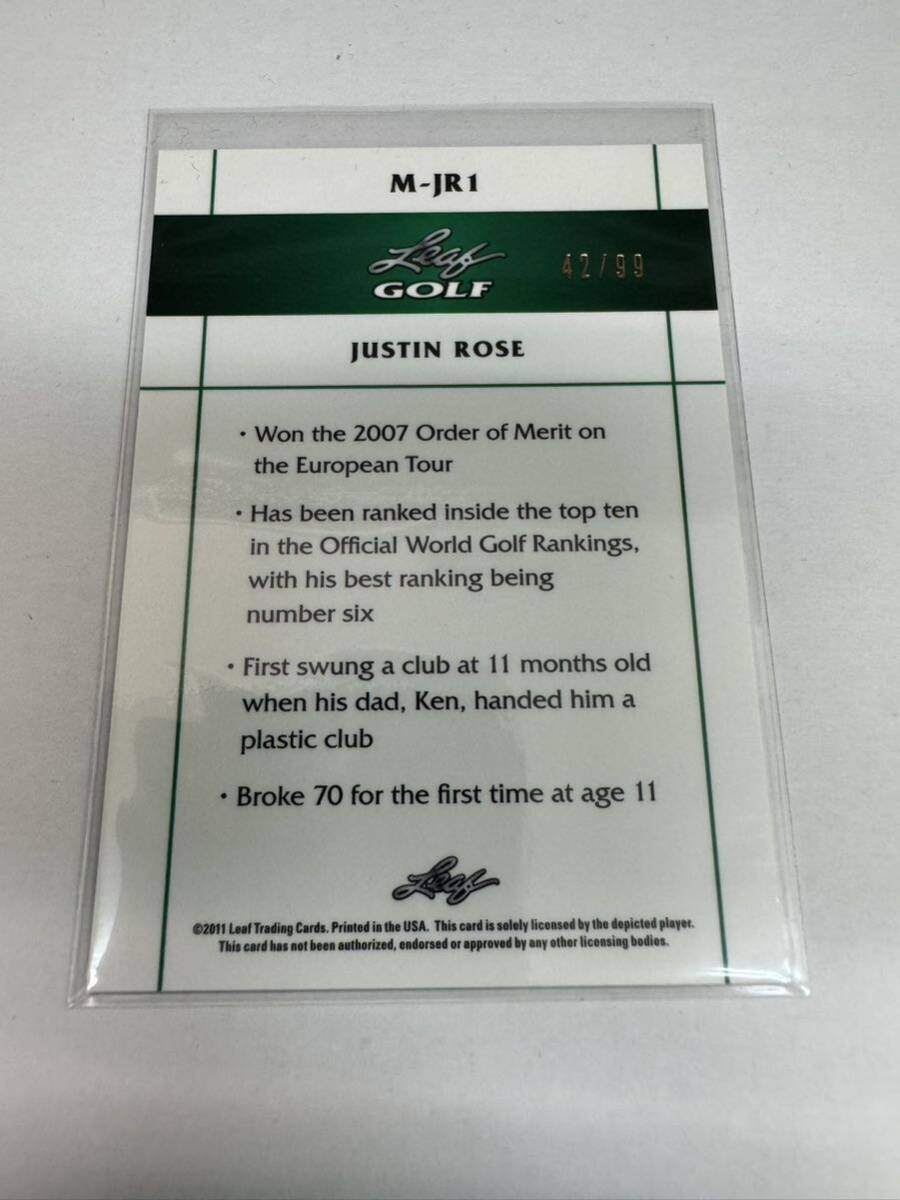 M-JR1
Leaf
GOLF
42/99
JUSTIN ROSE
• Won the 2007 Order of Merit on
the European Tour
• Has been ranked inside the top ten
in the Official World Golf Rankings,
with his best ranking being
number six
• First swung a club at 11 months old
when his dad, Ken, handed him a
plastic club
• Broke 70 for the first time at age 11
Leaf
©2011 Leaf Trading Cards. Printed in the USA. This card is solely licensed by the depicted player.
This card has not been authorized, endorsed or approved by any other licensing bodies.